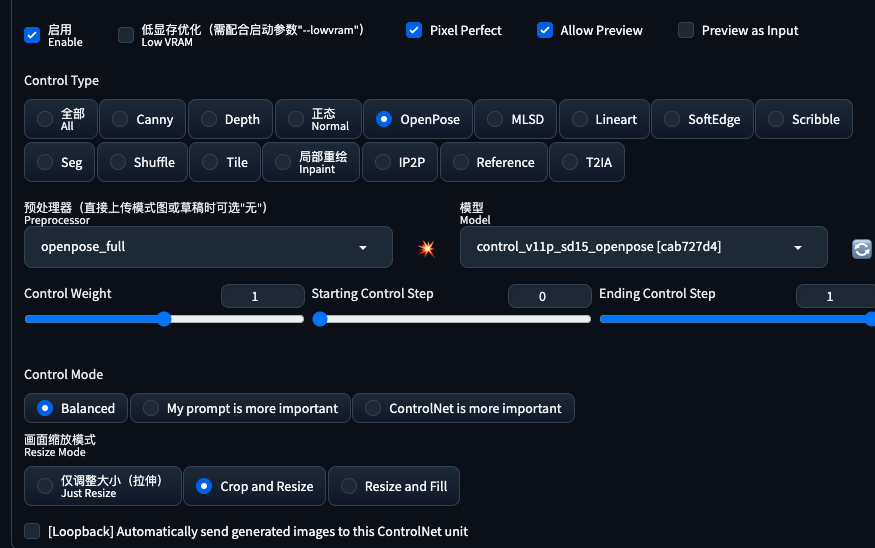 启用
Enable
低显存优化（需配合启动参数"--lowvram"）
Low VRAM
Pixel Perfect
Allow Preview
Preview as Input
Control Type
全部
All
Canny
Depth
正态
Normal
OpenPose
MLSD
Lineart
SoftEdge
Scribble
Seg
Shuffle
Tile
局部重绘
Inpaint
IP2P
Reference
T2IA
预处理器（直接上传模式图或草稿时可选"无"）
Preprocessor
openpose_full
模型
Model
control_v11p_sd15_openpose [cab727d4]
Control Weight
1
Starting Control Step
0
Ending Control Step
1
Control Mode
Balanced
My prompt is more important
ControlNet is more important
画面缩放模式
Resize Mode
仅调整大小（拉伸）
Just Resize
Crop and Resize
Resize and Fill
[Loopback] Automatically send generated images to this ControlNet unit